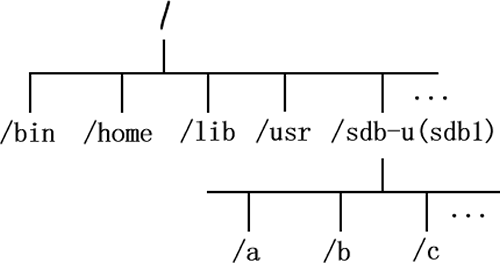 /
...
/bin /home /lib /usr /sdb-u(sdb1)
...
/a /b /c